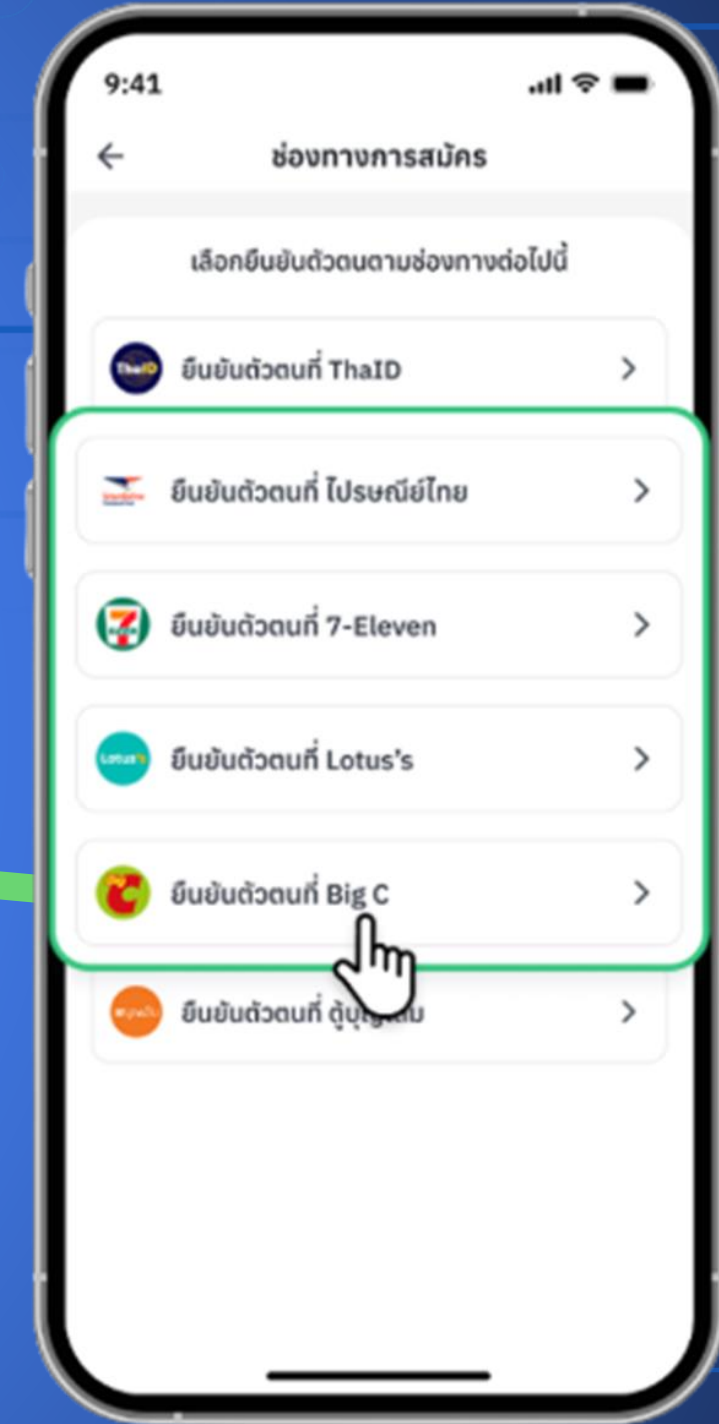 9:41
ช่องทางการสมัคร
เลือกยืนยันตัวตนตามช่องทางต่อไปนี้
ThaID
ยืนยันตัวตนที่ ThaID
ยืนยันตัวตนที่ ไปรษณีย์ไทย
ยืนยันตัวตนที่ 7-Eleven
Lotus's
ยืนยันตัวตนที่ Lotus's
ยืนยันตัวตนที่ Big C
ยืนยันตัวตนที่